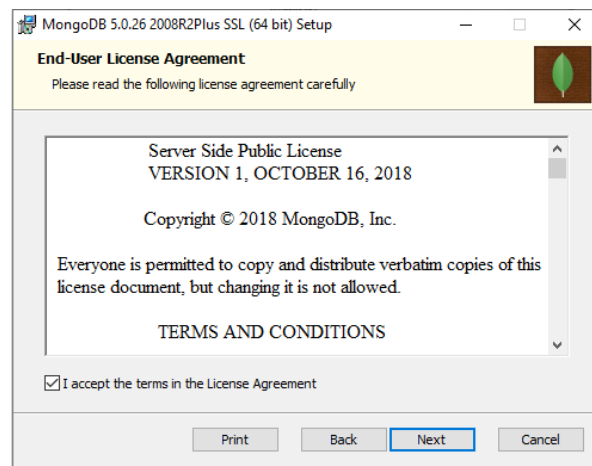 MongoDB 5.0.26 2008R2Plus SSL (64 bit) Setup
End-User License Agreement
Please read the following license agreement carefully
Server Side Public License
VERSION 1, OCTOBER 16, 2018
Copyright © 2018 MongoDB, Inc.
Everyone is permitted to copy and distribute verbatim copies of this
license document, but changing it is not allowed.
TERMS AND CONDITIONS
I accept the terms in the License Agreement
Print Back Next Cancel